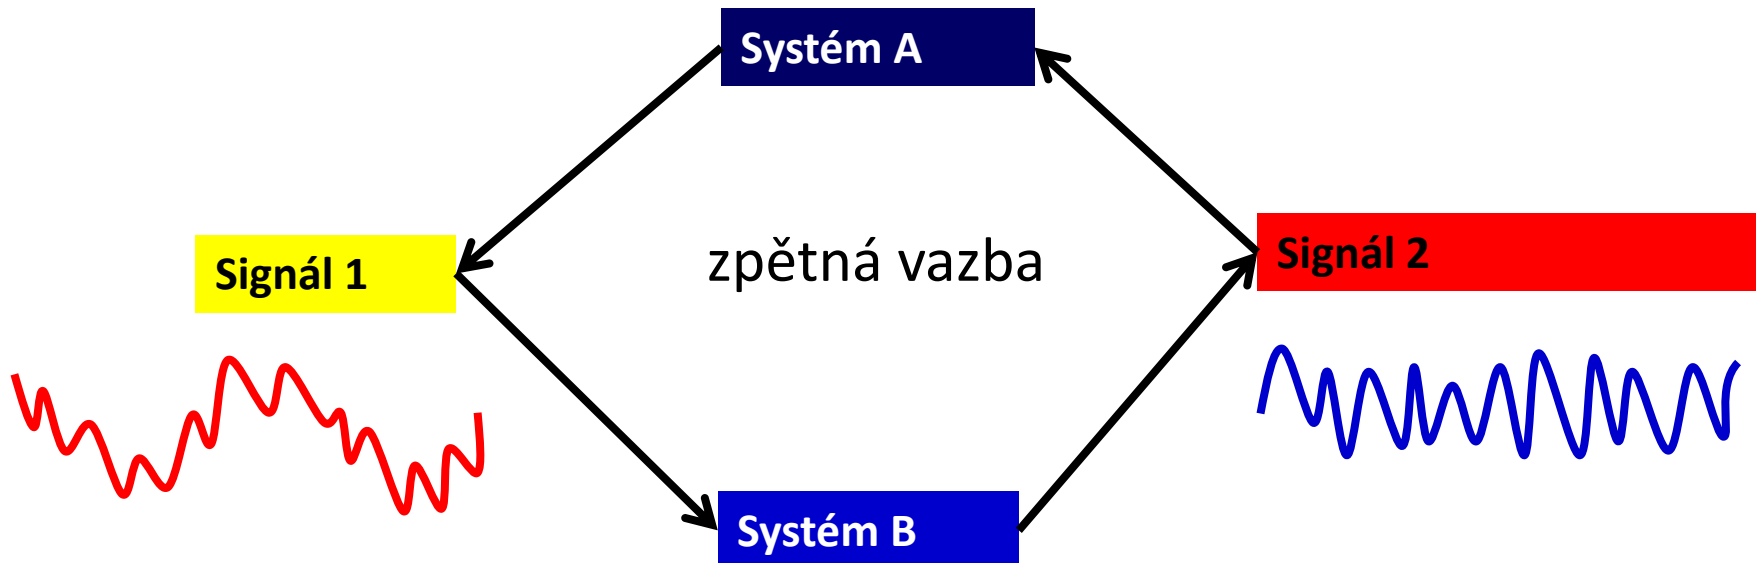 Systém A
Signál 1
zpětná vazba
Signál 2
Systém B